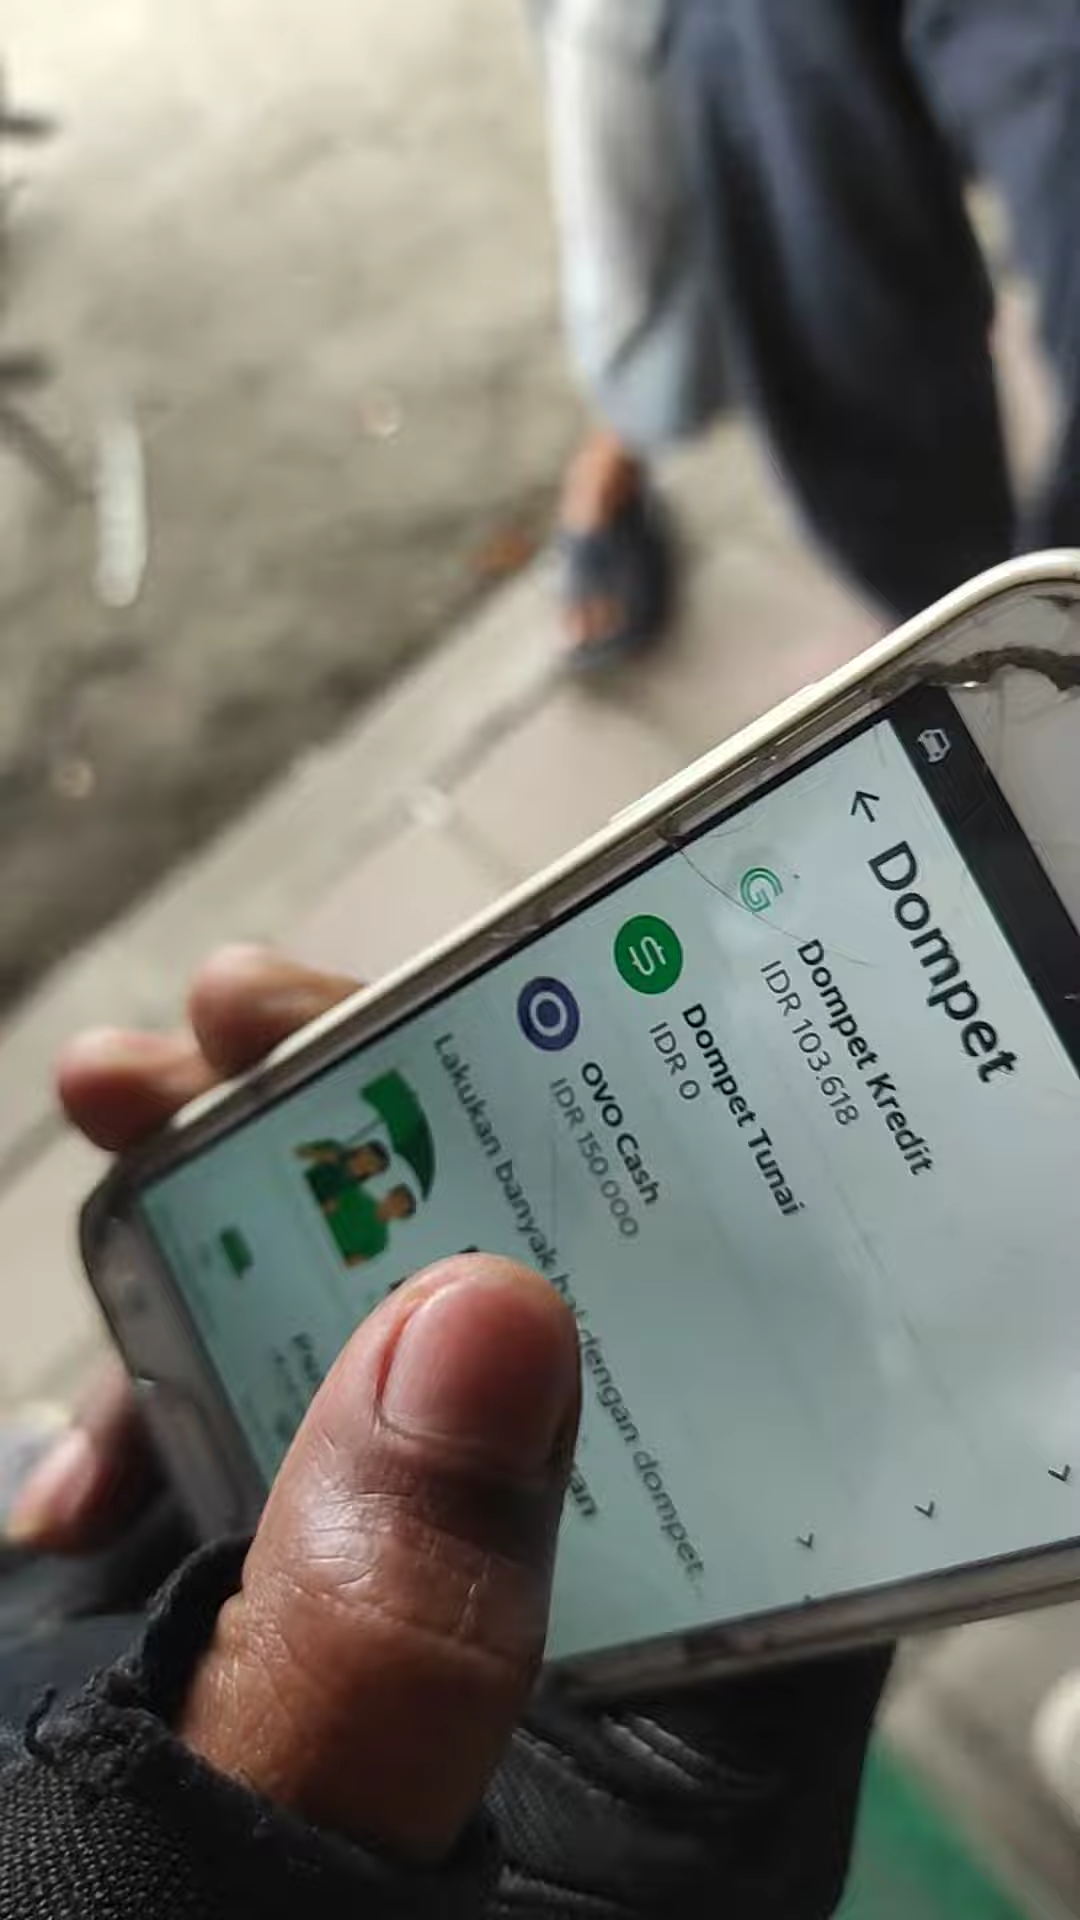 Dompet
Dompet Kredit
IDR 103.618
Dompet Tunai
IDR 0
OVO Cash
IDR 150.000
Lakukan banyak hal dengan dompet